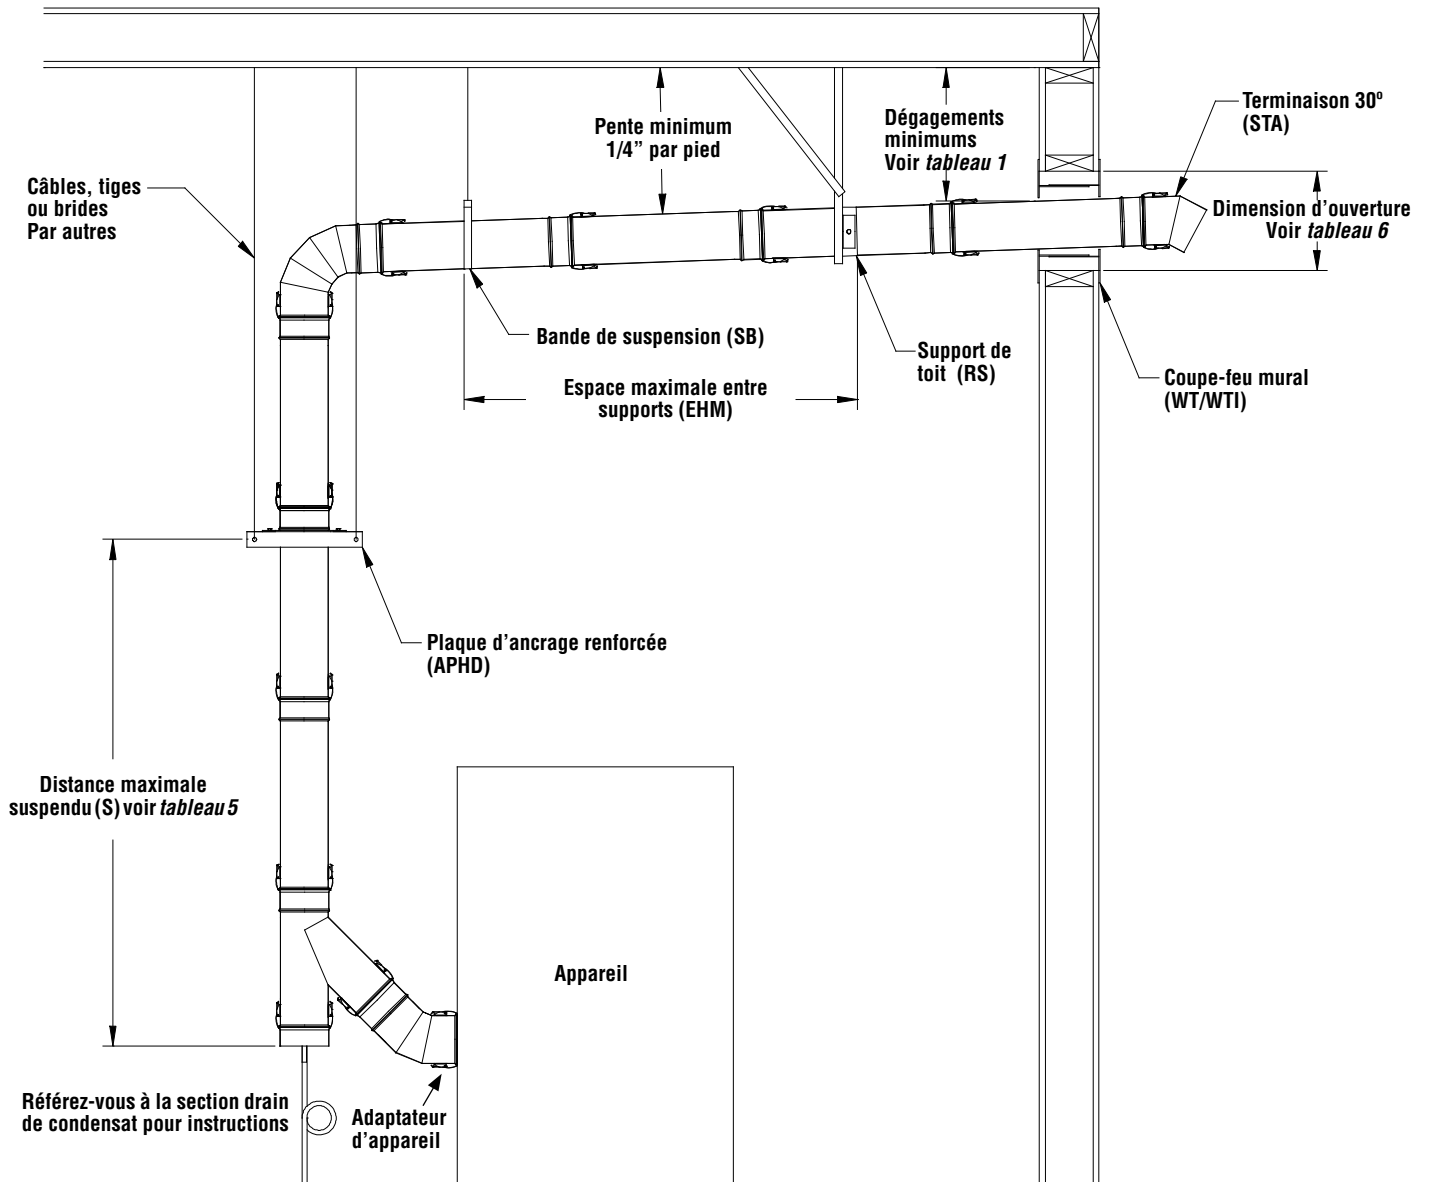 Terminaison 30º
(STA)
Pente minimum
1/4” par pied
Dégagements
minimums
Voir tableau 1
Câbles, tiges
ou brides
Par autres
Dimension d’ouverture
Voir tableau 6
Bande de suspension (SB)
Support de
toit (RS)
Espace maximale entre
supports (EHM)
Coupe-feu mural
(WT/WTI)
Plaque d’ancrage renforcée
(APHD)
Distance maximale
suspendu (S) voir tableau 5
Appareil
Référez-vous à la section drain
de condensat pour instructions
Adaptateur
d’appareil